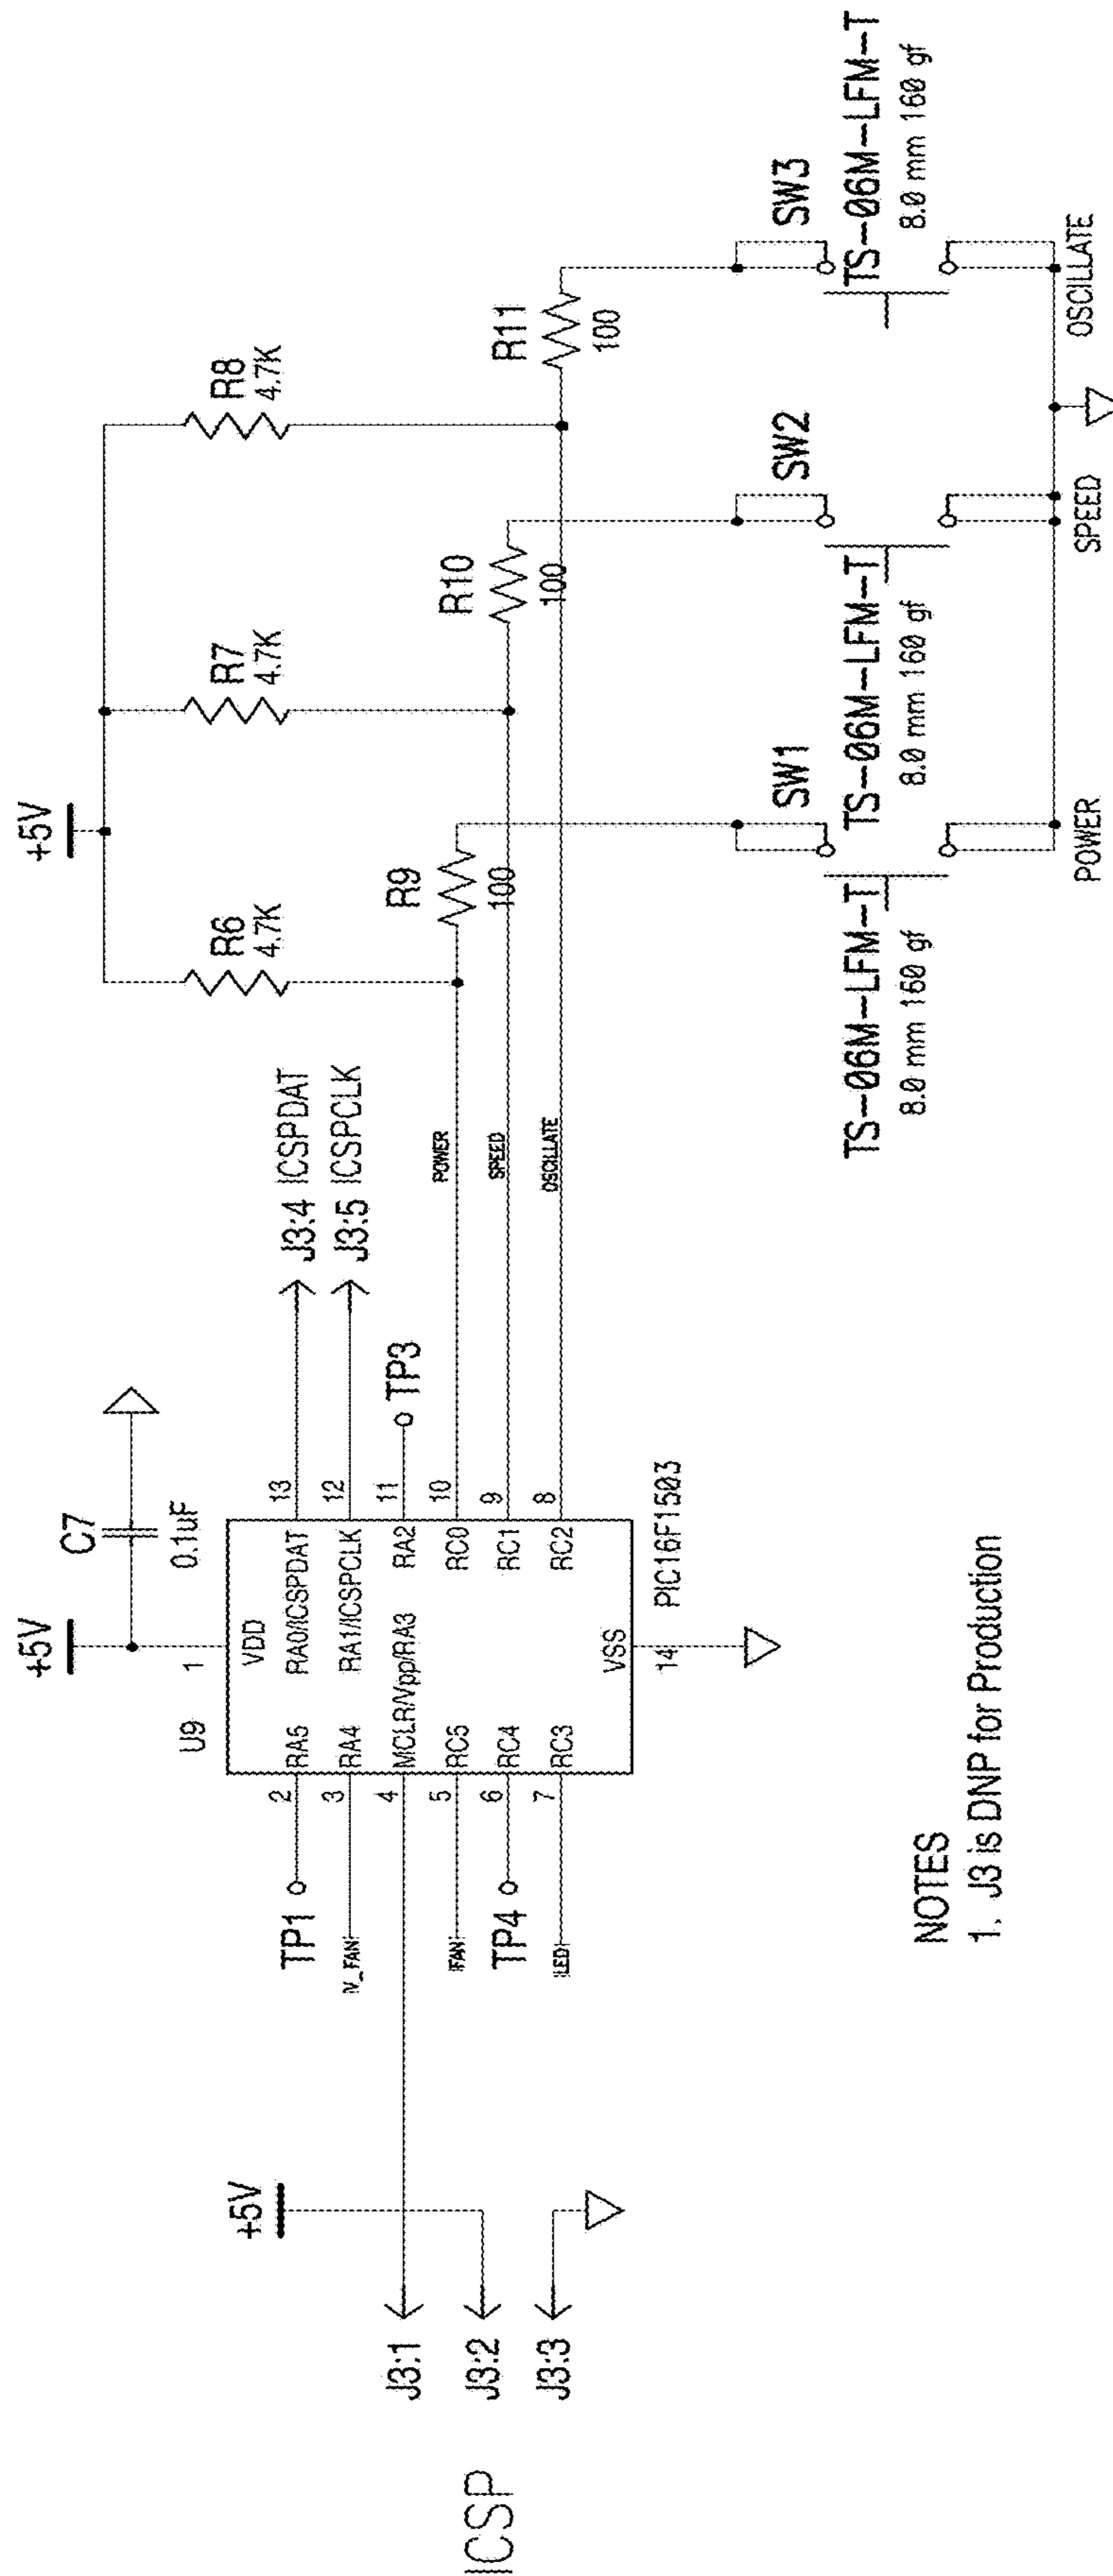 ICSP
J3:1
J3:2
J3:3
+5V
TP1
TP4
V_FAN
FAN
LED
2
3
4
5
6
7
U9
1
+5V
C7
0.1uF
VDD
RA5
RA4
MCLR/Vpp/RA3
RC5
RC4
RC3
RA0/ICSPDAT
RA1/ICSPCLK
RA2
RC0
RC1
RC2
VSS
14
PIC16F1503
13
12
11
10
9
8
J3:4 ICSPDAT
J3:5 ICSPCLK
TP3
POWER
SPEED
OSCILLATE
+5V
R6
4.7K
R7
4.7K
R8
4.7K
R9
100
R10
100
R11
100
SW1
TS-06M-LFM-T
8.0 mm 160 gf
SW2
TS-06M-LFM-T
8.0 mm 160 gf
SW3
TS-06M-LFM-T
8.0 mm 160 gf
POWER
SPEED
OSCILLATE
NOTES
1. J3 is DNP for Production